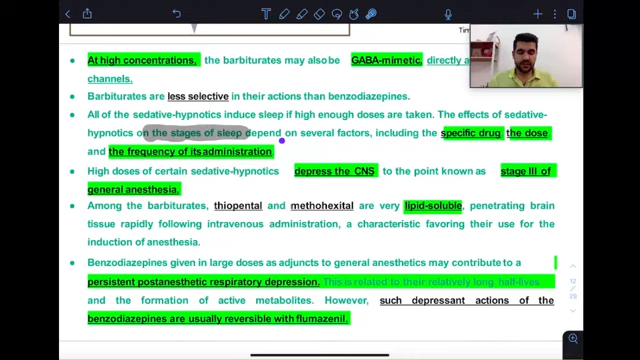 Tim
At high concentrations, the barbiturates may also be GABA-mimetic, directly a
channels.
Barbiturates are less selective in their actions than benzodiazepines.
All of the sedative-hypnotics induce sleep if high enough doses are taken. The effects of sedative-
hypnotics on the stages of sleep depend on several factors, including the specific drug the dose
and the frequency of its administration
High doses of certain sedative-hypnotics depress the CNS to the point known as stage III of
general anesthesia.
Among the barbiturates, thiopental and methohexital are very lipid-soluble, penetrating brain
tissue rapidly following intravenous administration, a characteristic favoring their use for the
induction of anesthesia.
Benzodiazepines given in large doses as adjuncts to general anesthetics may contribute to a
persistent postanesthetic respiratory depression. This is related to their relatively long half-lives
and the formation of active metabolites. However, such depressant actions of the
benzodiazepines are usually reversible with flumazenil.
12
29